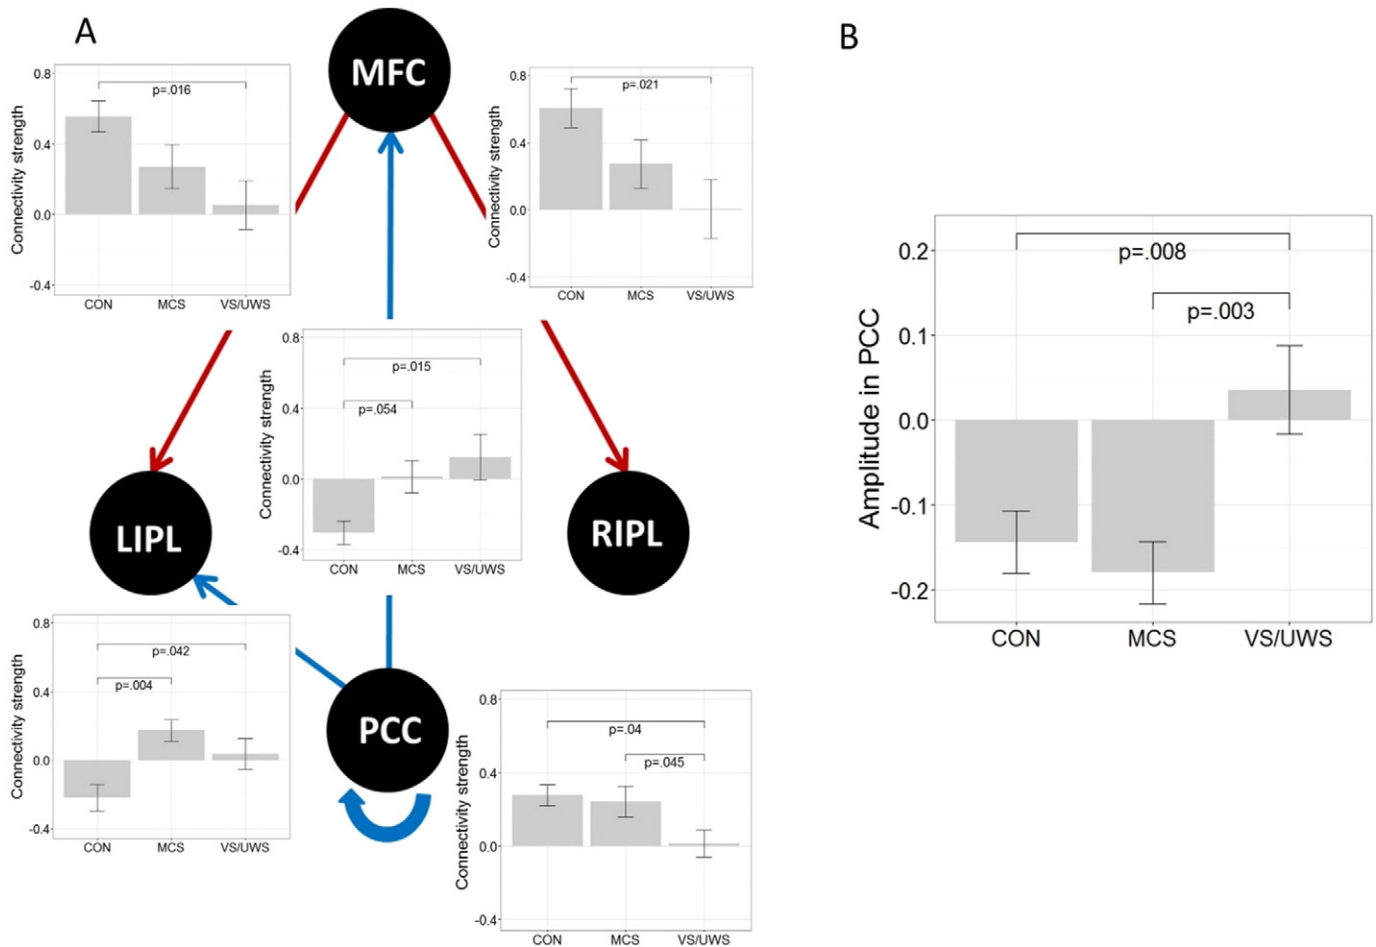 A
MFC
Connectivity strength
0.8
0.4
0.0
-0.4
p=.016
CON MCS VS/UWS
Connectivity strength
0.8
0.4
0.0
-0.4
p=.021
CON MCS VS/UWS
Connectivity strength
0.8
0.4
0.0
-0.4
p=.015
p=.054
CON MCS VS/UWS
LIPL
RIPL
Connectivity strength
0.8
0.4
0.0
-0.4
p=.042
p=.004
CON MCS VS/UWS
PCC
Connectivity strength
0.8
0.4
0.0
-0.4
p=.04
p=.045
CON MCS VS/UWS
B
Amplitude in PCC
0.2
0.1
0.0
-0.1
-0.2
p=.008
p=.003
CON MCS VS/UWS